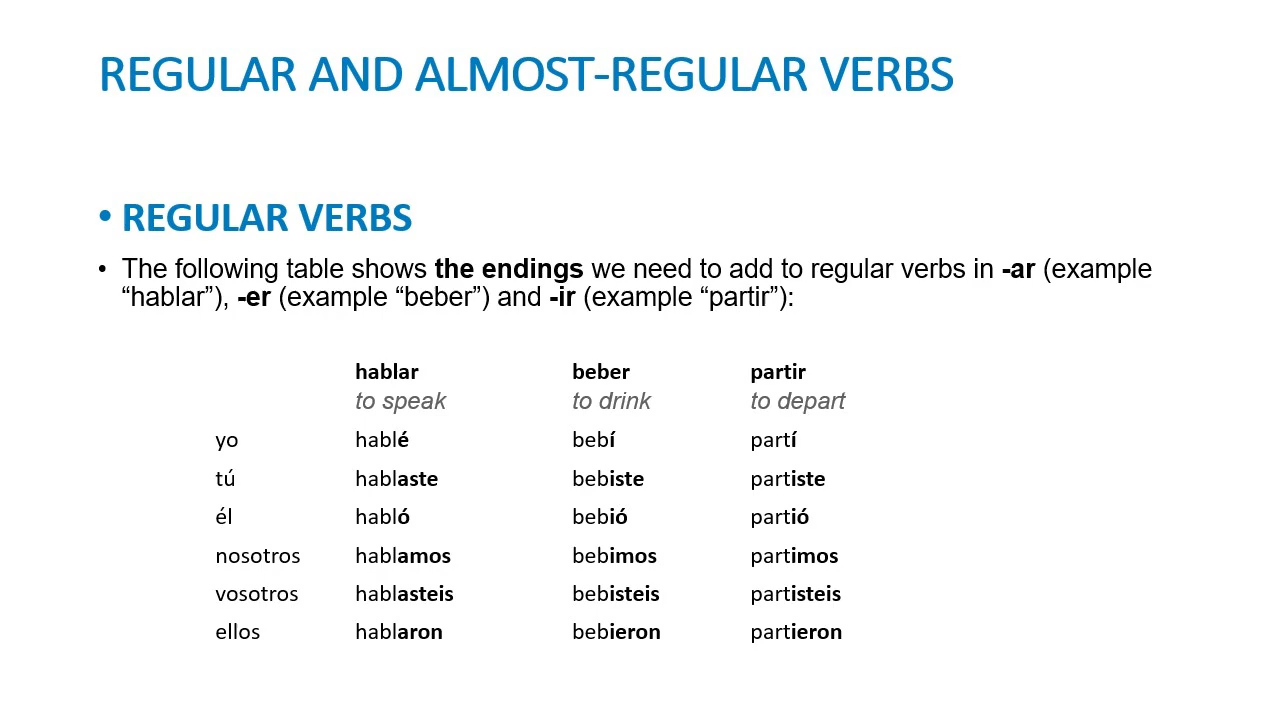 REGULAR AND ALMOST-REGULAR VERBS
• REGULAR VERBS
• The following table shows the endings we need to add to regular verbs in -ar (example
“hablar”), -er (example “beber”) and -ir (example “partir”):
hablar beber partir
to speak to drink to depart
yo hablé bebí partí
tú hablaste bebiste partiste
él habló bebió partió
nosotros hablamos bebimos partimos
vosotros hablasteis bebisteis partisteis
ellos hablaron bebieron partieron